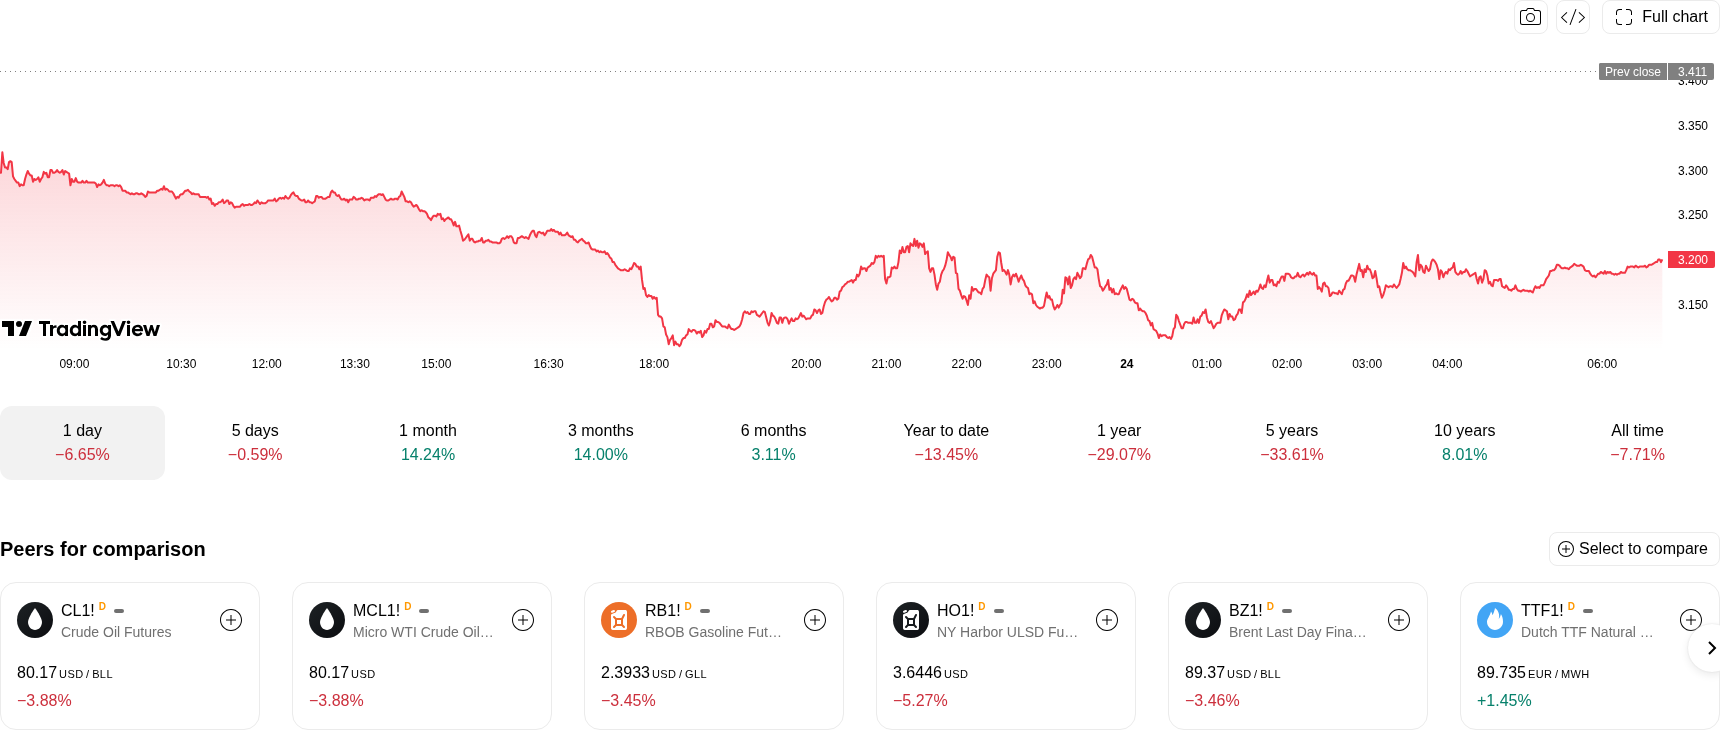 Full chart
Prev close 3.411
3.400
3.350
3.300
3.250
3.200
3.150
TradingView
09:00 10:30 12:00 13:30 15:00 16:30 18:00 20:00 21:00 22:00 23:00 24 01:00 02:00 03:00 04:00 06:00
1 day 5 days 1 month 3 months 6 months Year to date 1 year 5 years 10 years All time
−6.65% −0.59% 14.24% 14.00% 3.11% −13.45% −29.07% −33.61% 8.01% −7.71%
Peers for comparison
Select to compare
CL1! D
Crude Oil Futures
80.17 USD / BLL
−3.88%
MCL1! D
Micro WTI Crude Oil…
80.17 USD
−3.88%
RB1! D
RBOB Gasoline Fut…
2.3933 USD / GLL
−3.45%
HO1! D
NY Harbor ULSD Fu…
3.6446 USD
−5.27%
BZ1! D
Brent Last Day Fina…
89.37 USD / BLL
−3.46%
TTF1! D
Dutch TTF Natural …
89.735 EUR / MWH
+1.45%